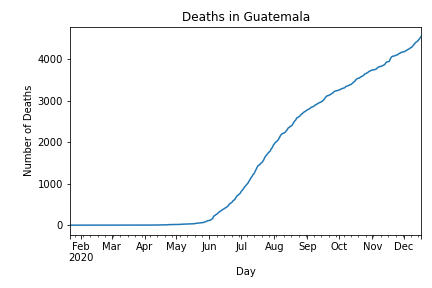 Deaths in Guatemala
Number of Deaths
4000
3000
2000
1000
0
Feb Mar Apr May Jun Jul Aug Sep Oct Nov Dec
2020
Day